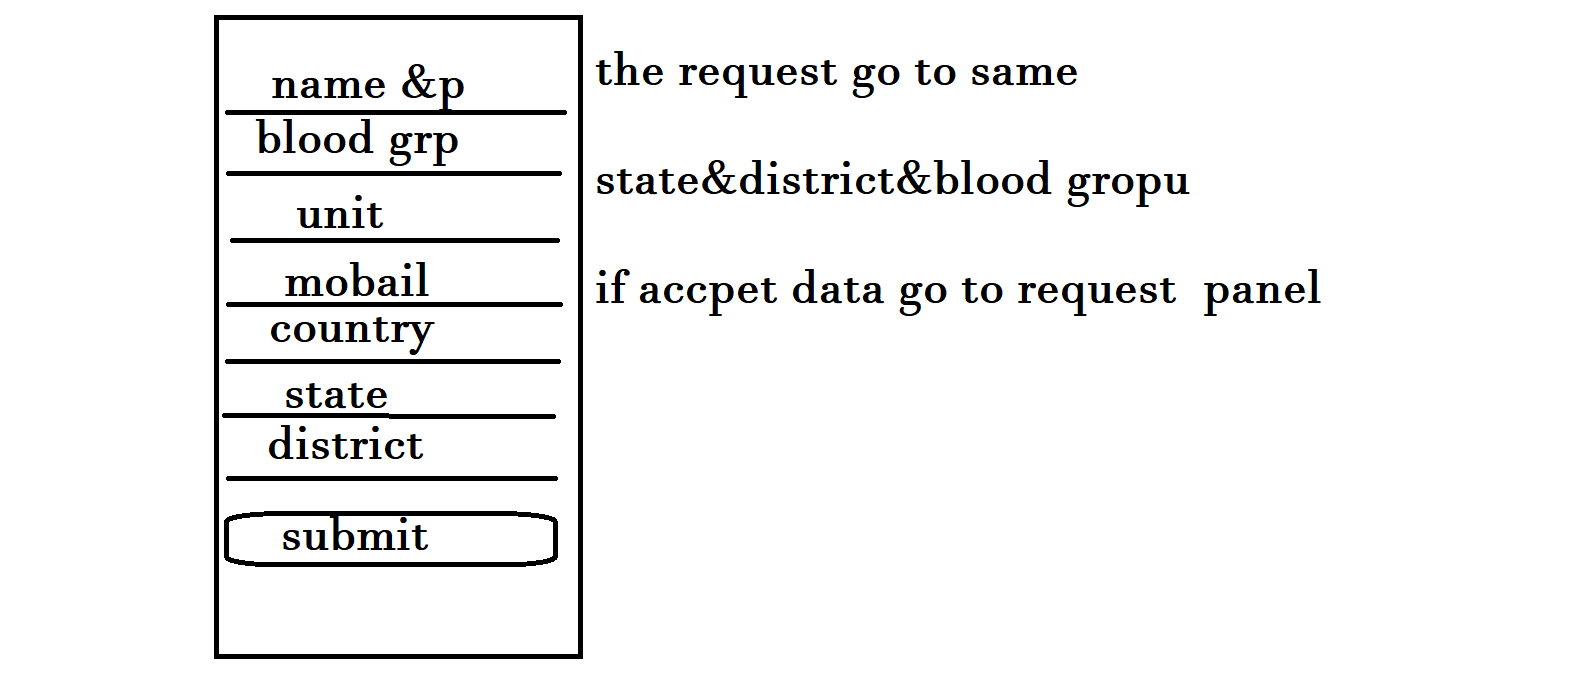 name &p
blood grp
unit
mobail
country
state
district
submit
the request go to same
state&district&blood gropu
if accpet data go to request panel